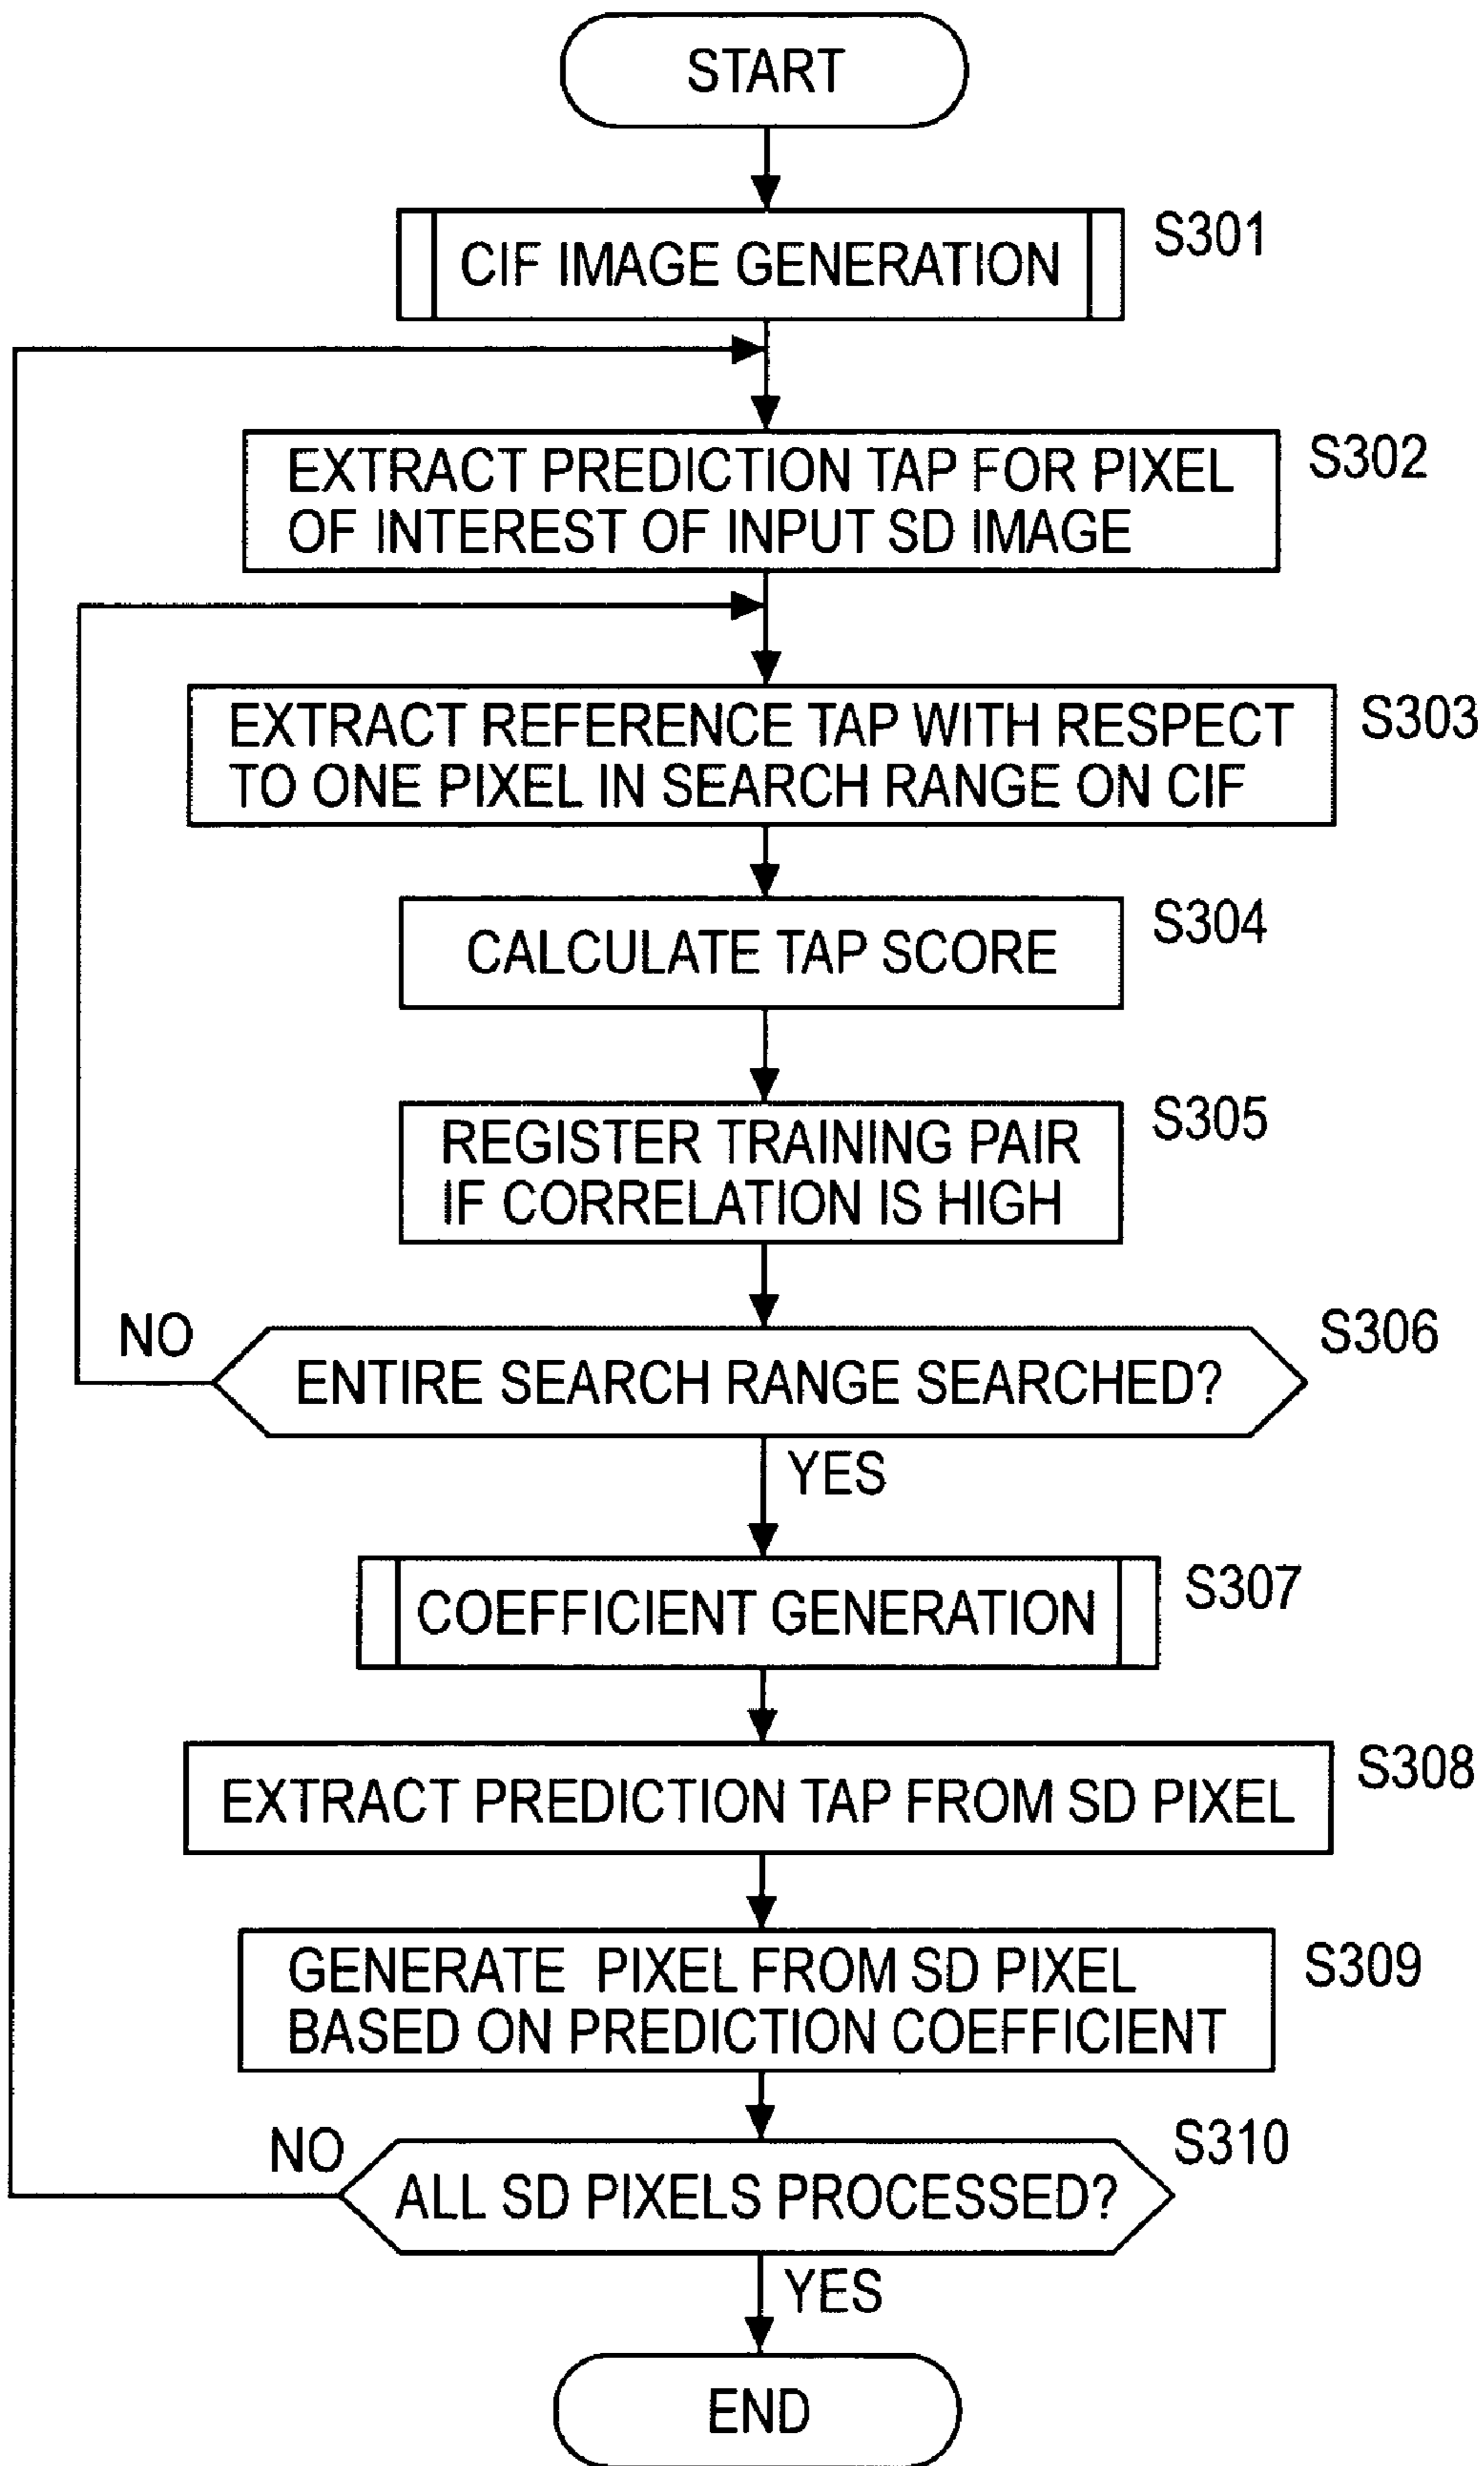 START
CIF IMAGE GENERATION
S301
EXTRACT PREDICTION TAP FOR PIXEL
OF INTEREST OF INPUT SD IMAGE
S302
EXTRACT REFERENCE TAP WITH RESPECT
TO ONE PIXEL IN SEARCH RANGE ON CIF
S303
CALCULATE TAP SCORE
S304
REGISTER TRAINING PAIR
IF CORRELATION IS HIGH
S305
NO
ENTIRE SEARCH RANGE SEARCHED?
S306
YES
COEFFICIENT GENERATION
S307
EXTRACT PREDICTION TAP FROM SD PIXEL
S308
GENERATE PIXEL FROM SD PIXEL
BASED ON PREDICTION COEFFICIENT
S309
NO
ALL SD PIXELS PROCESSED?
S310
YES
END